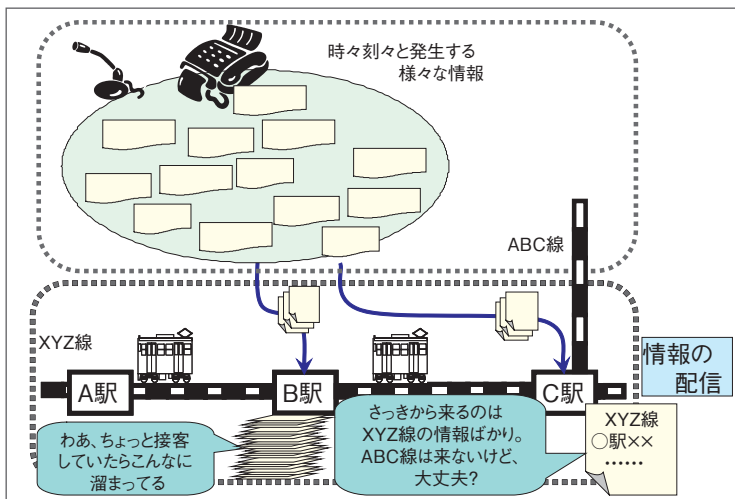 時々刻々と発生する
様々な情報
ABC線
XYZ線
A駅
B駅
C駅
情報の
配信
わあ、ちょっと接客
していたらこんなに
溜まってる
さっきから来るのは
XYZ線の情報ばかり。
ABC線は来ないけど、
大丈夫?
XYZ線
○駅××
……